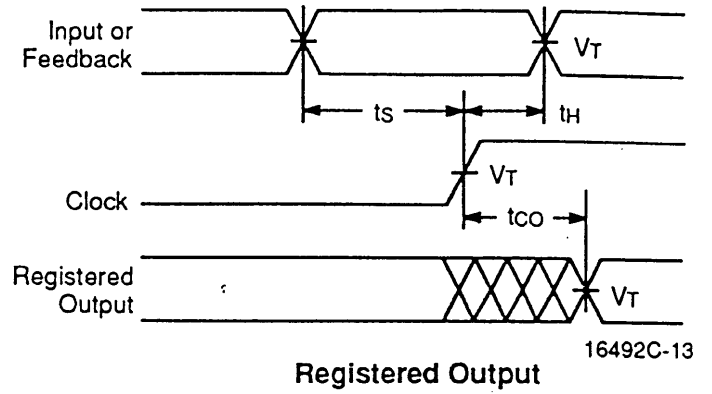 Input or
Feedback
VT
tS
tH
VT
Clock
tCO
Registered
Output
VT
16492C-13
Registered Output